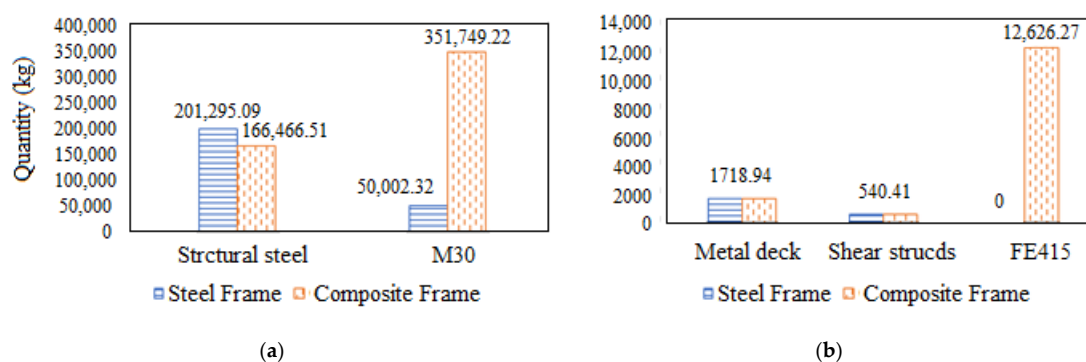 Quantity (kg)
400,000
350,000
300,000
250,000
200,000
150,000
100,000
50,000
0
201,295.09
166,466.51
50,002.32
351,749.22
Strctural steel
M30
Steel Frame
Composite Frame
(a)
14,000
12,000
10,000
8000
6000
4000
2000
0
1718.94
540.41
0
12,626.27
Metal deck
Shear strucds
FE415
Steel Frame
Composite Frame
(b)